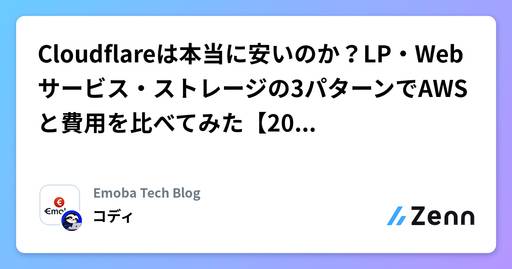 Cloudflareは本当に安いのか？LP・Web
サービス・ストレージの3パターンでAWS
と費用を比べてみた【20...
Emoba Tech Blog
コディ
Zenn